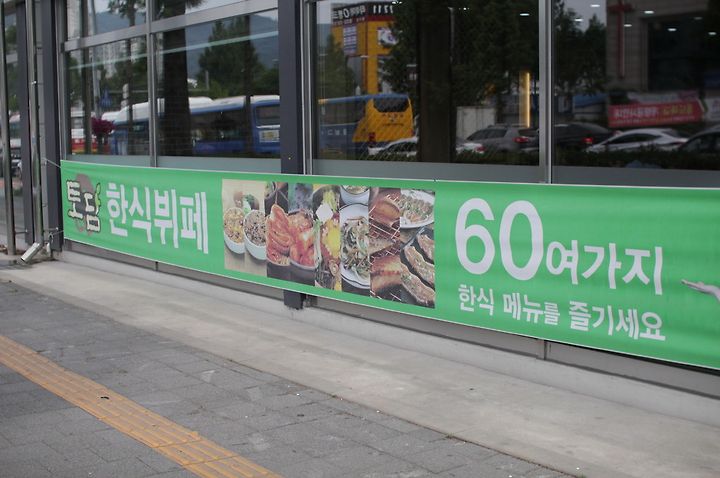 토담 한식뷔페
60여가지
한식 메뉴를 즐기세요
7711